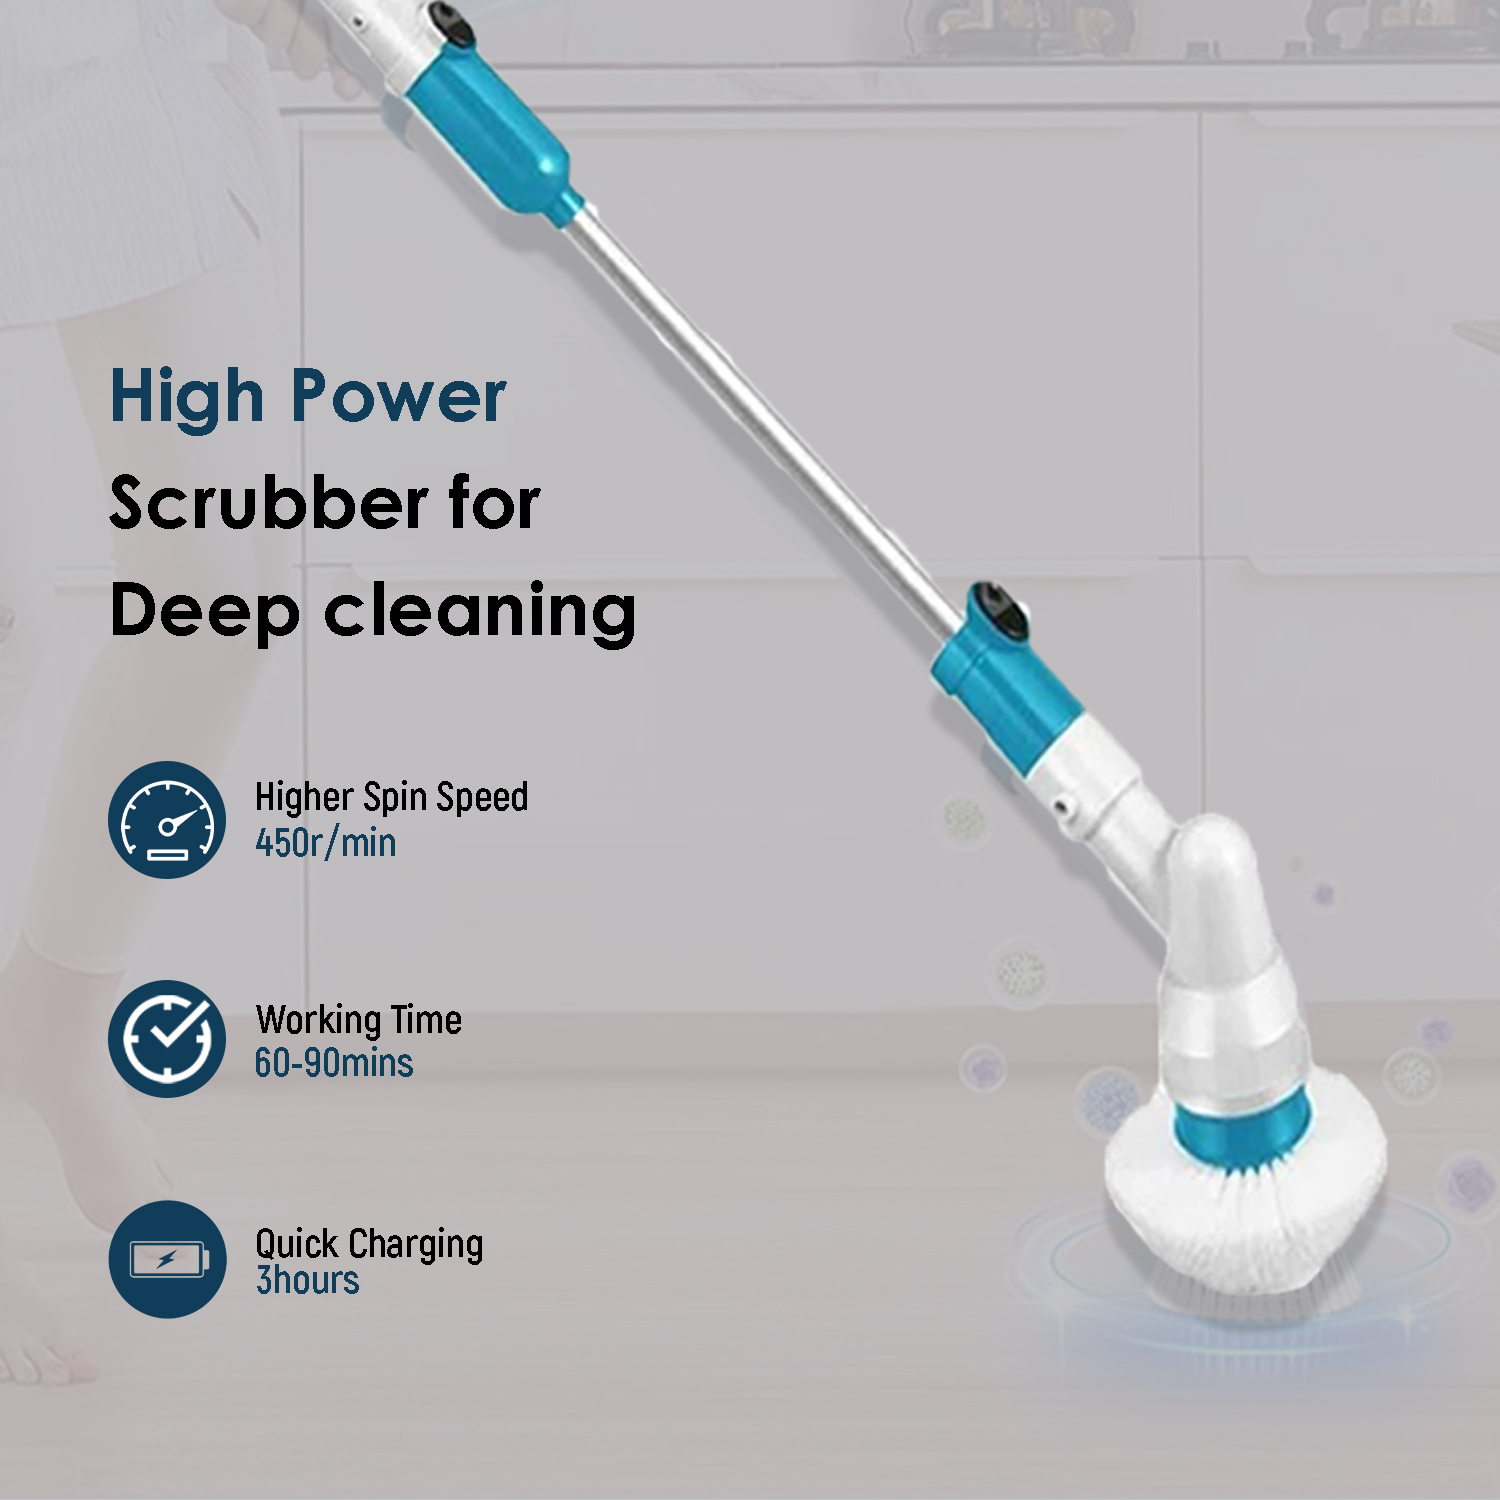 High Power
Scrubber for
Deep cleaning
Higher Spin Speed
450r/min
Working Time
60-90mins
Quick Charging
3hours